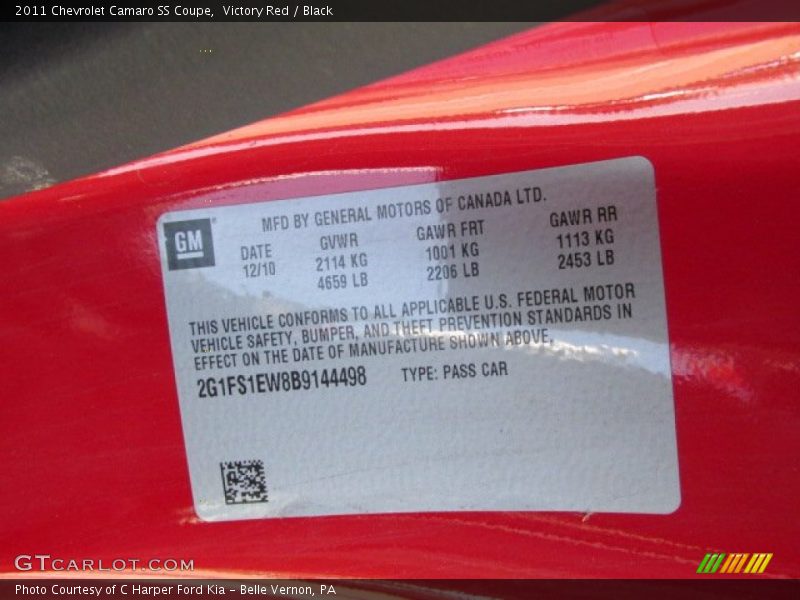 2011 Chevrolet Camaro SS Coupe,  Victory Red / Black
MFD BY GENERAL MOTORS OF CANADA LTD.
GM
DATE GVWR GAWR FRT GAWR RR
12/10 2114 KG 1001 KG 1113 KG
4659 LB 2206 LB 2453 LB
THIS VEHICLE CONFORMS TO ALL APPLICABLE U.S. FEDERAL MOTOR
VEHICLE SAFETY, BUMPER, AND THEFT PREVENTION STANDARDS IN
EFFECT ON THE DATE OF MANUFACTURE SHOWN ABOVE.
2G1FS1EW8B9144498 TYPE: PASS CAR
GTCARLOT.COM
Photo Courtesy of C Harper Ford Kia - Belle Vernon, PA